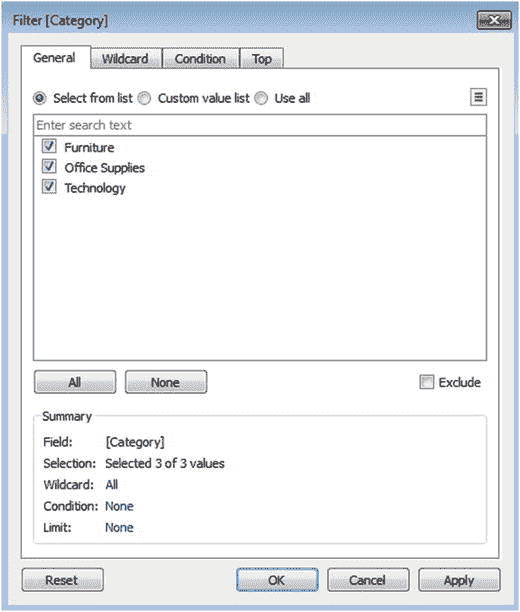 Filter [Category]
General Wildcard Condition Top
Select from list Custom value list Use all
Enter search text
Furniture
Office Supplies
Technology
All None Exclude
Summary
Field: [Category]
Selection: Selected 3 of 3 values
Wildcard: All
Condition: None
Limit: None
Reset OK Cancel Apply